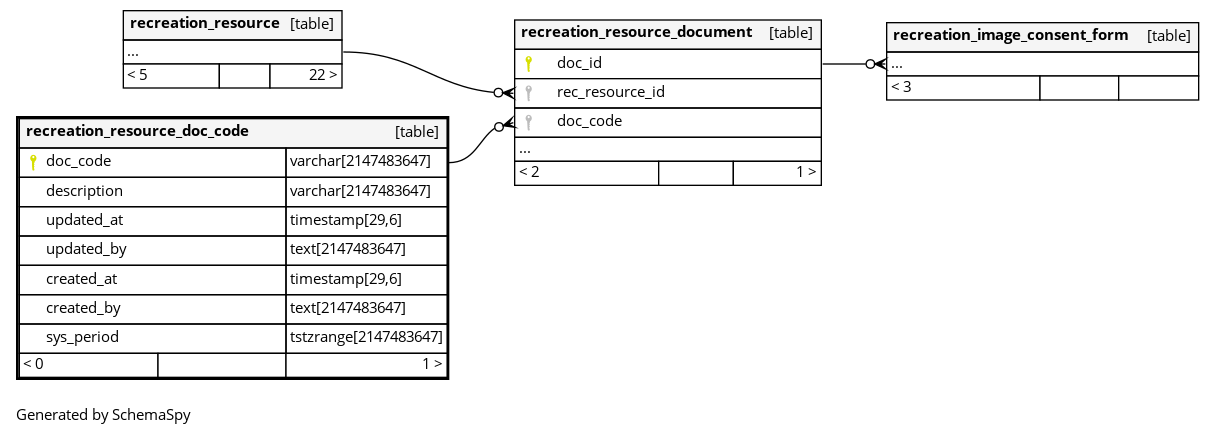 recreation_resource [table]
...
< 5 22 >
recreation_resource_doc_code [table]
doc_code varchar[2147483647]
description varchar[2147483647]
updated_at timestamp[29,6]
updated_by text[2147483647]
created_at timestamp[29,6]
created_by text[2147483647]
sys_period tstzrange[2147483647]
< 0 1 >
recreation_resource_document [table]
doc_id
rec_resource_id
doc_code
...
< 2 1 >
recreation_image_consent_form [table]
...
< 3
Generated by SchemaSpy